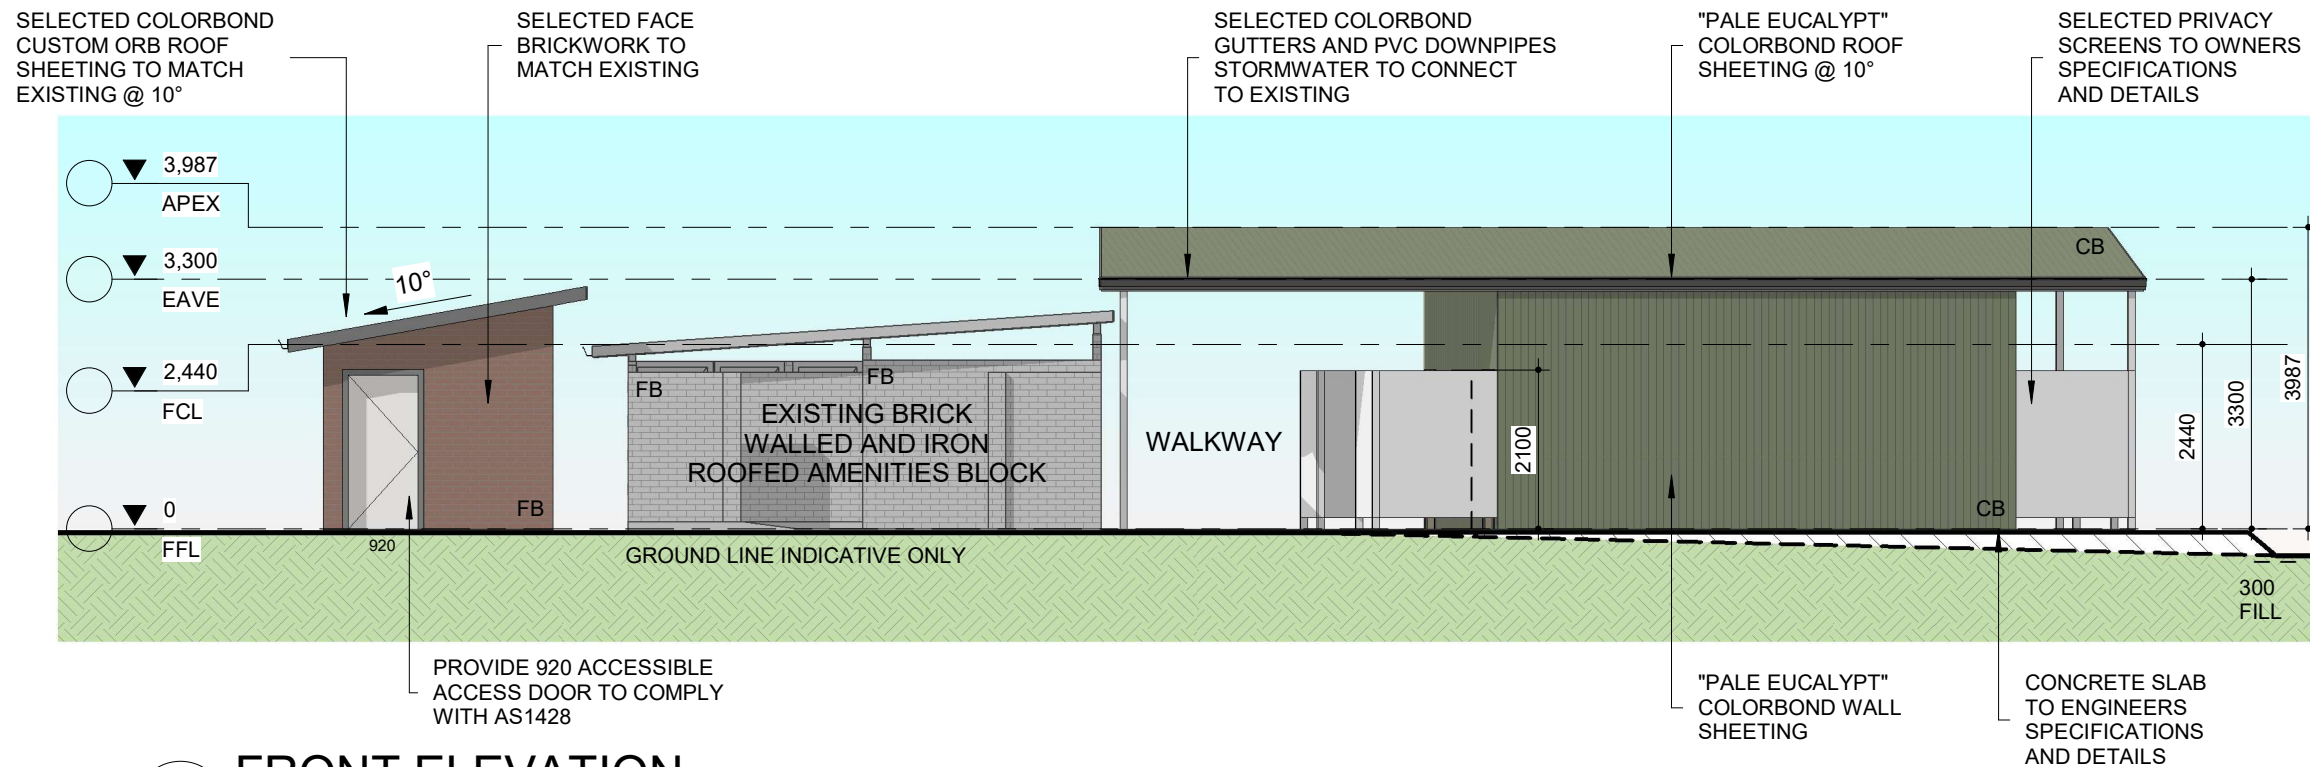 SELECTED COLORBOND
CUSTOM ORB ROOF
SHEETING TO MATCH
EXISTING @ 10°
SELECTED FACE
BRICKWORK TO
MATCH EXISTING
SELECTED COLORBOND
GUTTERS AND PVC DOWNPIPES
STORMWATER TO CONNECT
TO EXISTING
"PALE EUCALYPT"
COLORBOND ROOF
SHEETING @ 10°
SELECTED PRIVACY
SCREENS TO OWNERS
SPECIFICATIONS
AND DETAILS
3,987
APEX
3,300
EAVE
2,440
FCL
0
FFL
10°
FB
920
FB
FB
EXISTING BRICK
WALLED AND IRON
ROOFED AMENITIES BLOCK
WALKWAY
2100
CB
CB
2440
3300
3987
GROUND LINE INDICATIVE ONLY
300
FILL
PROVIDE 920 ACCESSIBLE
ACCESS DOOR TO COMPLY
WITH AS1428
"PALE EUCALYPT"
COLORBOND WALL
SHEETING
CONCRETE SLAB
TO ENGINEERS
SPECIFICATIONS
AND DETAILS
FRONT ELEVATION